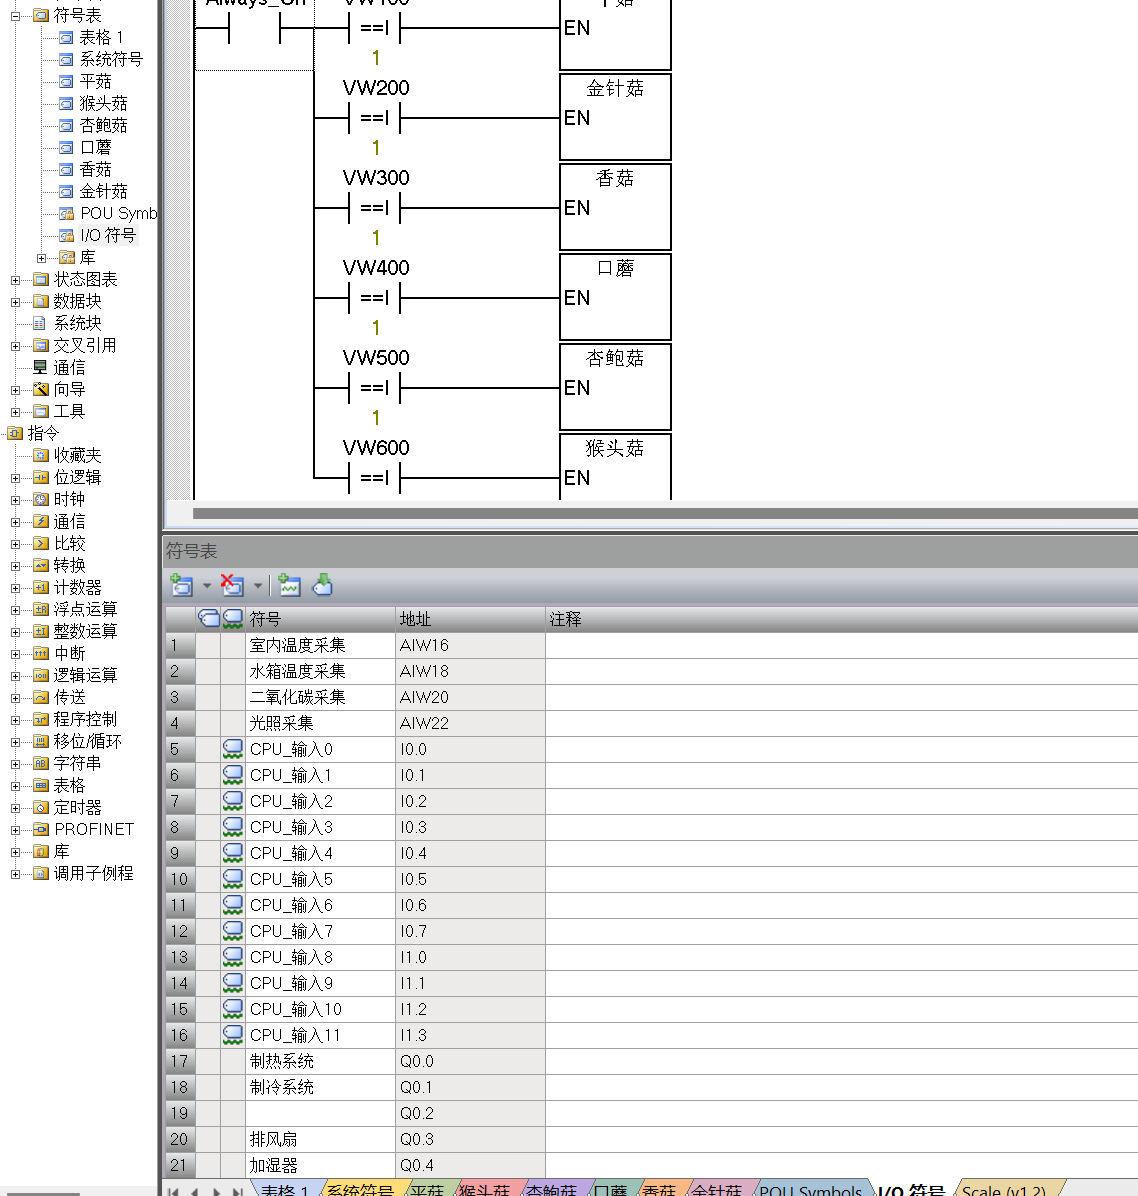 符号表
表格 1
系统符号
平菇
猴头菇
杏鲍菇
口蘑
香菇
金针菇
POU Symb
I/O 符号
库
状态图表
数据块
系统块
交叉引用
通信
向导
工具
指令
收藏夹
位逻辑
时钟
通信
比较
转换
计数器
浮点运算
整数运算
中断
逻辑运算
传送
程序控制
移位/循环
字符串
表格
定时器
PROFINET
库
调用子例程
Always_On VW100 平菇
==I EN
1
VW200 金针菇
==I EN
1
VW300 香菇
==I EN
1
VW400 口蘑
==I EN
1
VW500 杏鲍菇
==I EN
1
VW600 猴头菇
==I EN
符号表
符号 地址 注释
1 室内温度采集 AIW16
2 水箱温度采集 AIW18
3 二氧化碳采集 AIW20
4 光照采集 AIW22
5 CPU_输入0 I0.0
6 CPU_输入1 I0.1
7 CPU_输入2 I0.2
8 CPU_输入3 I0.3
9 CPU_输入4 I0.4
10 CPU_输入5 I0.5
11 CPU_输入6 I0.6
12 CPU_输入7 I0.7
13 CPU_输入8 I1.0
14 CPU_输入9 I1.1
15 CPU_输入10 I1.2
16 CPU_输入11 I1.3
17 制热系统 Q0.0
18 制冷系统 Q0.1
19 Q0.2
20 排风扇 Q0.3
21 加湿器 Q0.4
表格 1 系统符号 平菇 猴头菇 杏鲍菇 口蘑 香菇 金针菇 POU Symbols I/O 符号 Scale (v1.2)